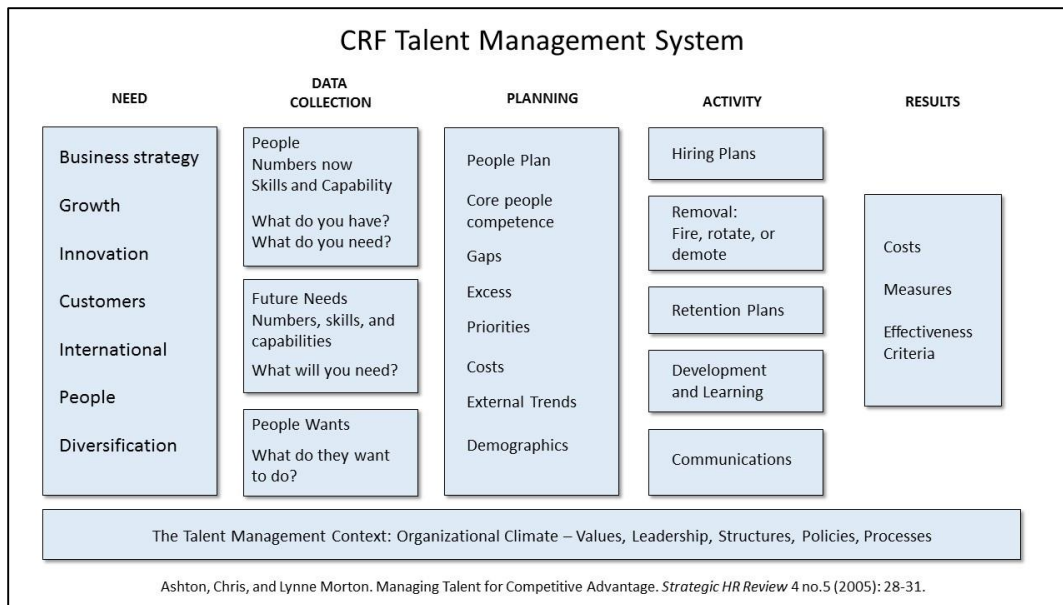 CRF Talent Management System
NEED
DATA
COLLECTION
PLANNING
ACTIVITY
RESULTS
Business strategy
Growth
Innovation
Customers
International
People
Diversification
People
Numbers now
Skills and Capability
What do you have?
What do you need?
Future Needs
Numbers, skills, and
capabilities
What will you need?
People Wants
What do they want
to do?
People Plan
Core people
competence
Gaps
Excess
Priorities
Costs
External Trends
Demographics
Hiring Plans
Removal:
Fire, rotate, or
demote
Retention Plans
Development
and Learning
Communications
Costs
Measures
Effectiveness
Criteria
The Talent Management Context: Organizational Climate – Values, Leadership, Structures, Policies, Processes
Ashton, Chris, and Lynne Morton. Managing Talent for Competitive Advantage. Strategic HR Review 4 no.5 (2005): 28-31.